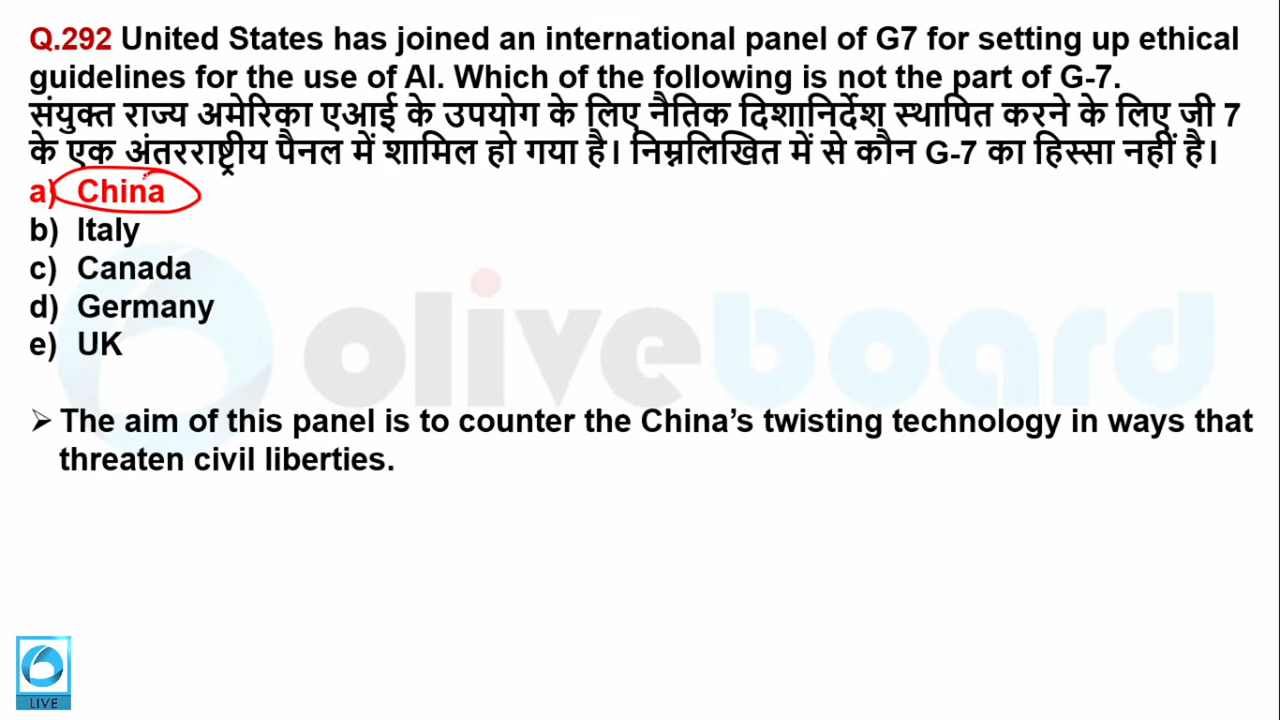 Q.292 United States has joined an international panel of G7 for setting up ethical
guidelines for the use of AI. Which of the following is not the part of G-7.
संयुक्त राज्य अमेरिका एआई के उपयोग के लिए नैतिक दिशानिर्देश स्थापित करने के लिए जी 7
के एक अंतरराष्ट्रीय पैनल में शामिल हो गया है। निम्नलिखित में से कौन G-7 का हिस्सा नहीं है।
a) China
b) Italy
c) Canada
d) Germany
e) UK
oliveboard
➢ The aim of this panel is to counter the China’s twisting technology in ways that
threaten civil liberties.
LIVE